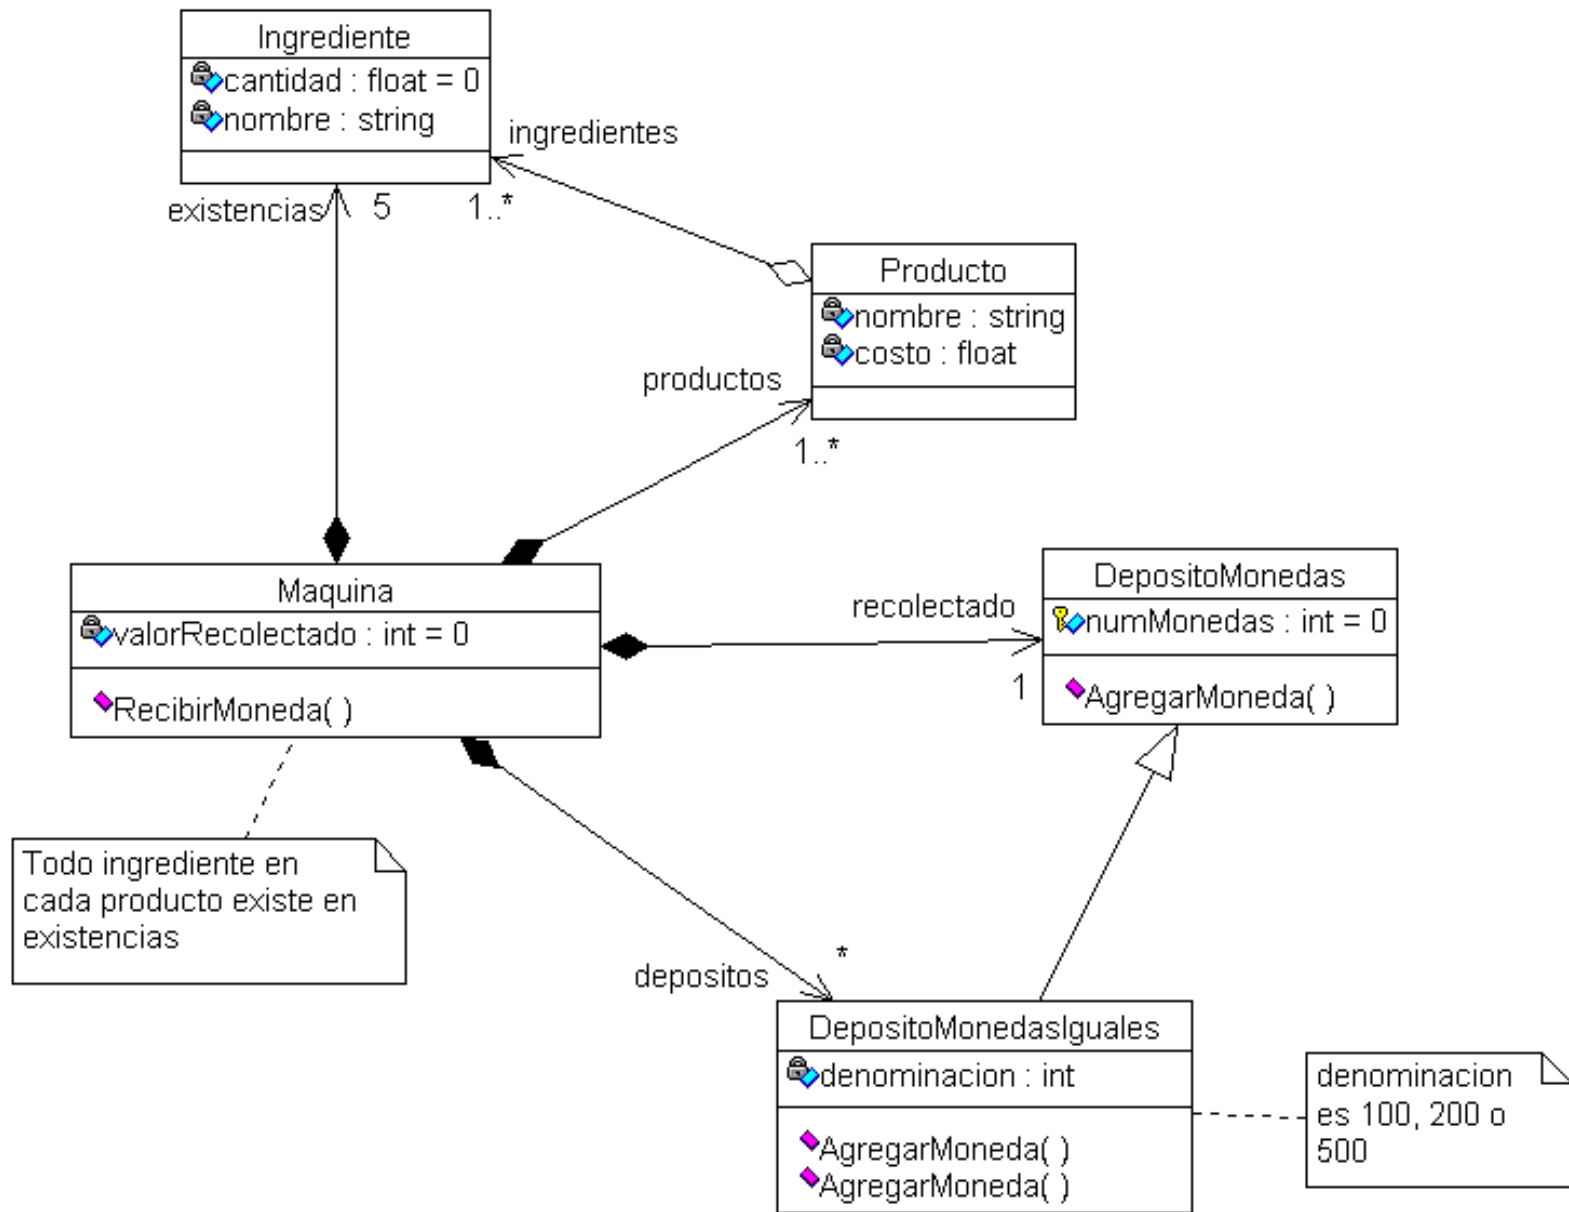 Ingrediente
cantidad : float = 0
nombre : string
ingredientes
existencias
5
1..*
Producto
nombre : string
costo : float
productos
1..*
Maquina
valorRecolectado : int = 0
RecibirMoneda( )
recolectado
1
DepositoMonedas
numMonedas : int = 0
AgregarMoneda( )
Todo ingrediente en
cada producto existe en
existencias
depositos
*
DepositoMonedasIguales
denominacion : int
AgregarMoneda( )
AgregarMoneda( )
denominacion
es 100, 200 o
500